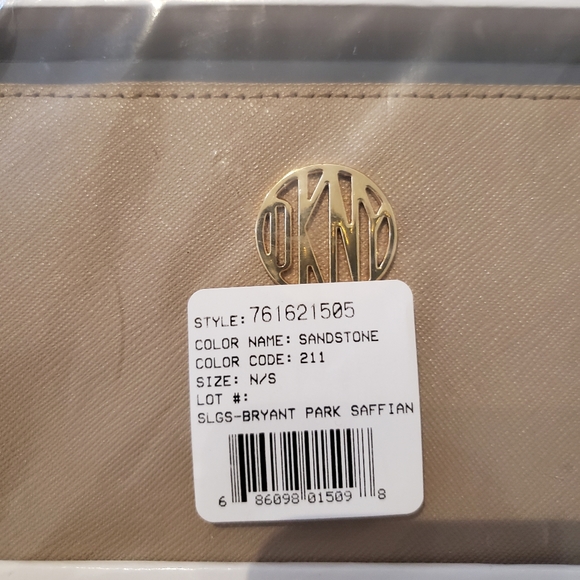 DKNY
STYLE: 761621505
COLOR NAME: SANDSTONE
COLOR CODE: 211
SIZE: N/S
LOT #:
SLGS-BRYANT PARK SAFFIAN
6 86098 01509 8